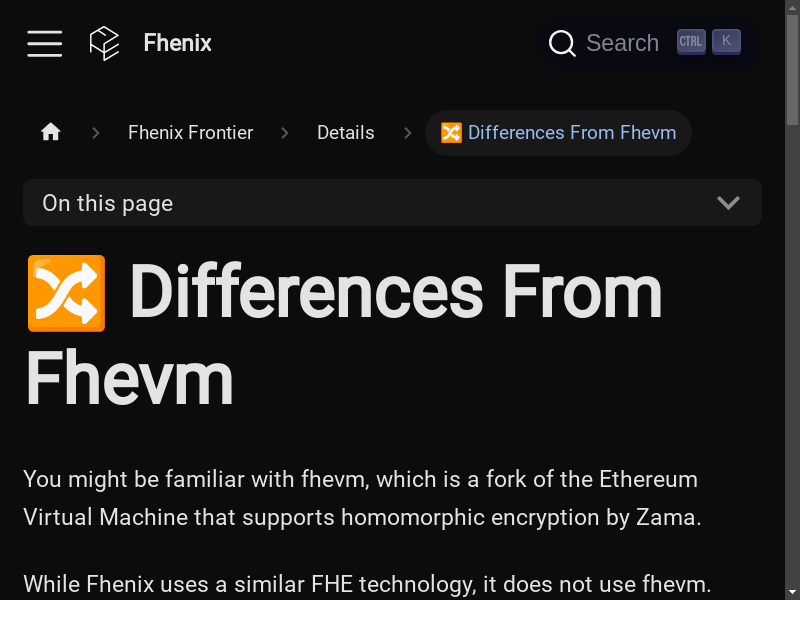 Fhenix
Search CTRL K
Fhenix Frontier Details 🔀 Differences From Fhevm
On this page
🔀 Differences From
Fhevm
You might be familiar with fhevm, which is a fork of the Ethereum
Virtual Machine that supports homomorphic encryption by Zama.
While Fhenix uses a similar FHE technology, it does not use fhevm.